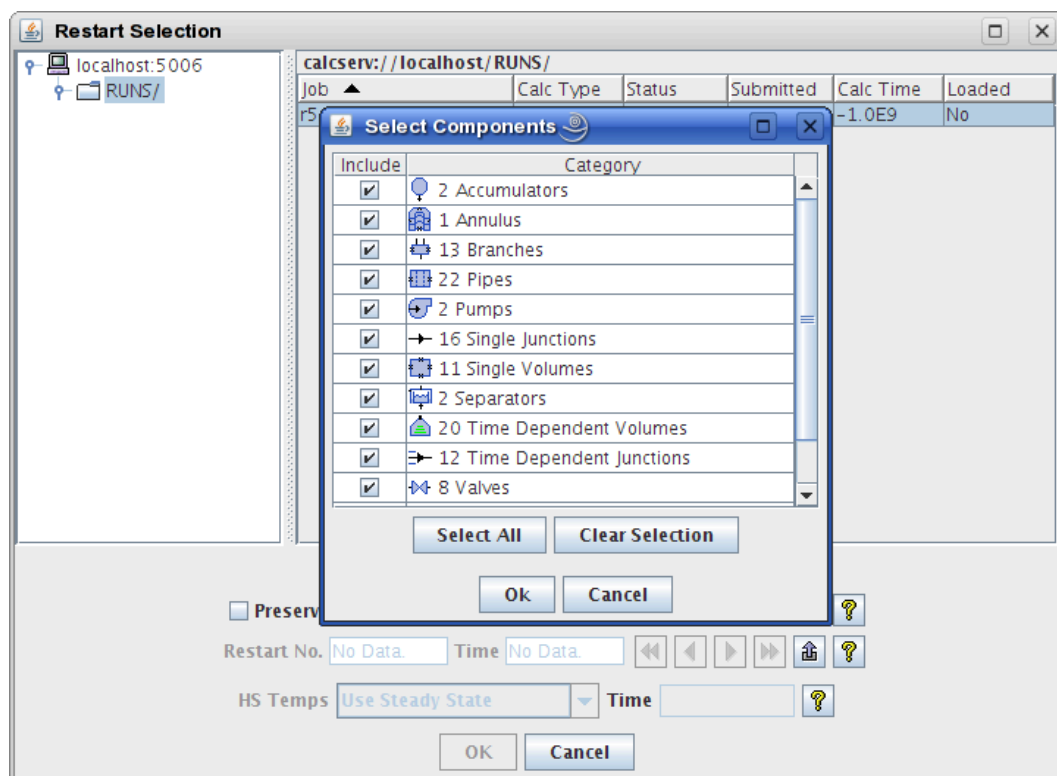 Restart Selection
localhost:5006
RUNS/
calcserv://localhost/RUNS/
Job Calc Type Status Submitted Calc Time Loaded
-1.0E9 No
Select Components
Include Category
2 Accumulators
1 Annulus
13 Branches
22 Pipes
2 Pumps
16 Single Junctions
11 Single Volumes
2 Separators
20 Time Dependent Volumes
12 Time Dependent Junctions
8 Valves
Select All Clear Selection
Ok Cancel
Preserv
Restart No. No Data. Time No Data.
HS Temps Use Steady State Time
OK Cancel